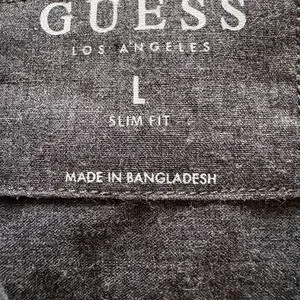 GUESS
LOS ANGELES
L
SLIM FIT
MADE IN BANGLADESH